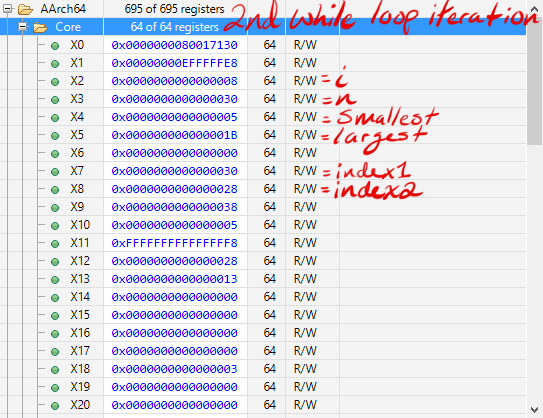 AArch64 695 of 695 registers
Core 64 of 64 registers 2nd while loop iteration
X0 0x0000000080017130 64 R/W
X1 0x00000000EFFFFFE8 64 R/W
X2 0x0000000000000008 64 R/W = i
X3 0x0000000000000030 64 R/W = n
X4 0x0000000000000005 64 R/W = smallest
X5 0x000000000000001B 64 R/W = largest
X6 0x0000000000000000 64 R/W
X7 0x0000000000000030 64 R/W = index1
X8 0x0000000000000028 64 R/W = index2
X9 0x0000000000000038 64 R/W
X10 0x0000000000000005 64 R/W
X11 0xFFFFFFFFFFFFFFF8 64 R/W
X12 0x0000000000000028 64 R/W
X13 0x0000000000000013 64 R/W
X14 0x0000000000000000 64 R/W
X15 0x0000000000000000 64 R/W
X16 0x0000000000000000 64 R/W
X17 0x0000000000000000 64 R/W
X18 0x0000000000000003 64 R/W
X19 0x0000000000000000 64 R/W
X20 0x0000000000000000 64 R/W